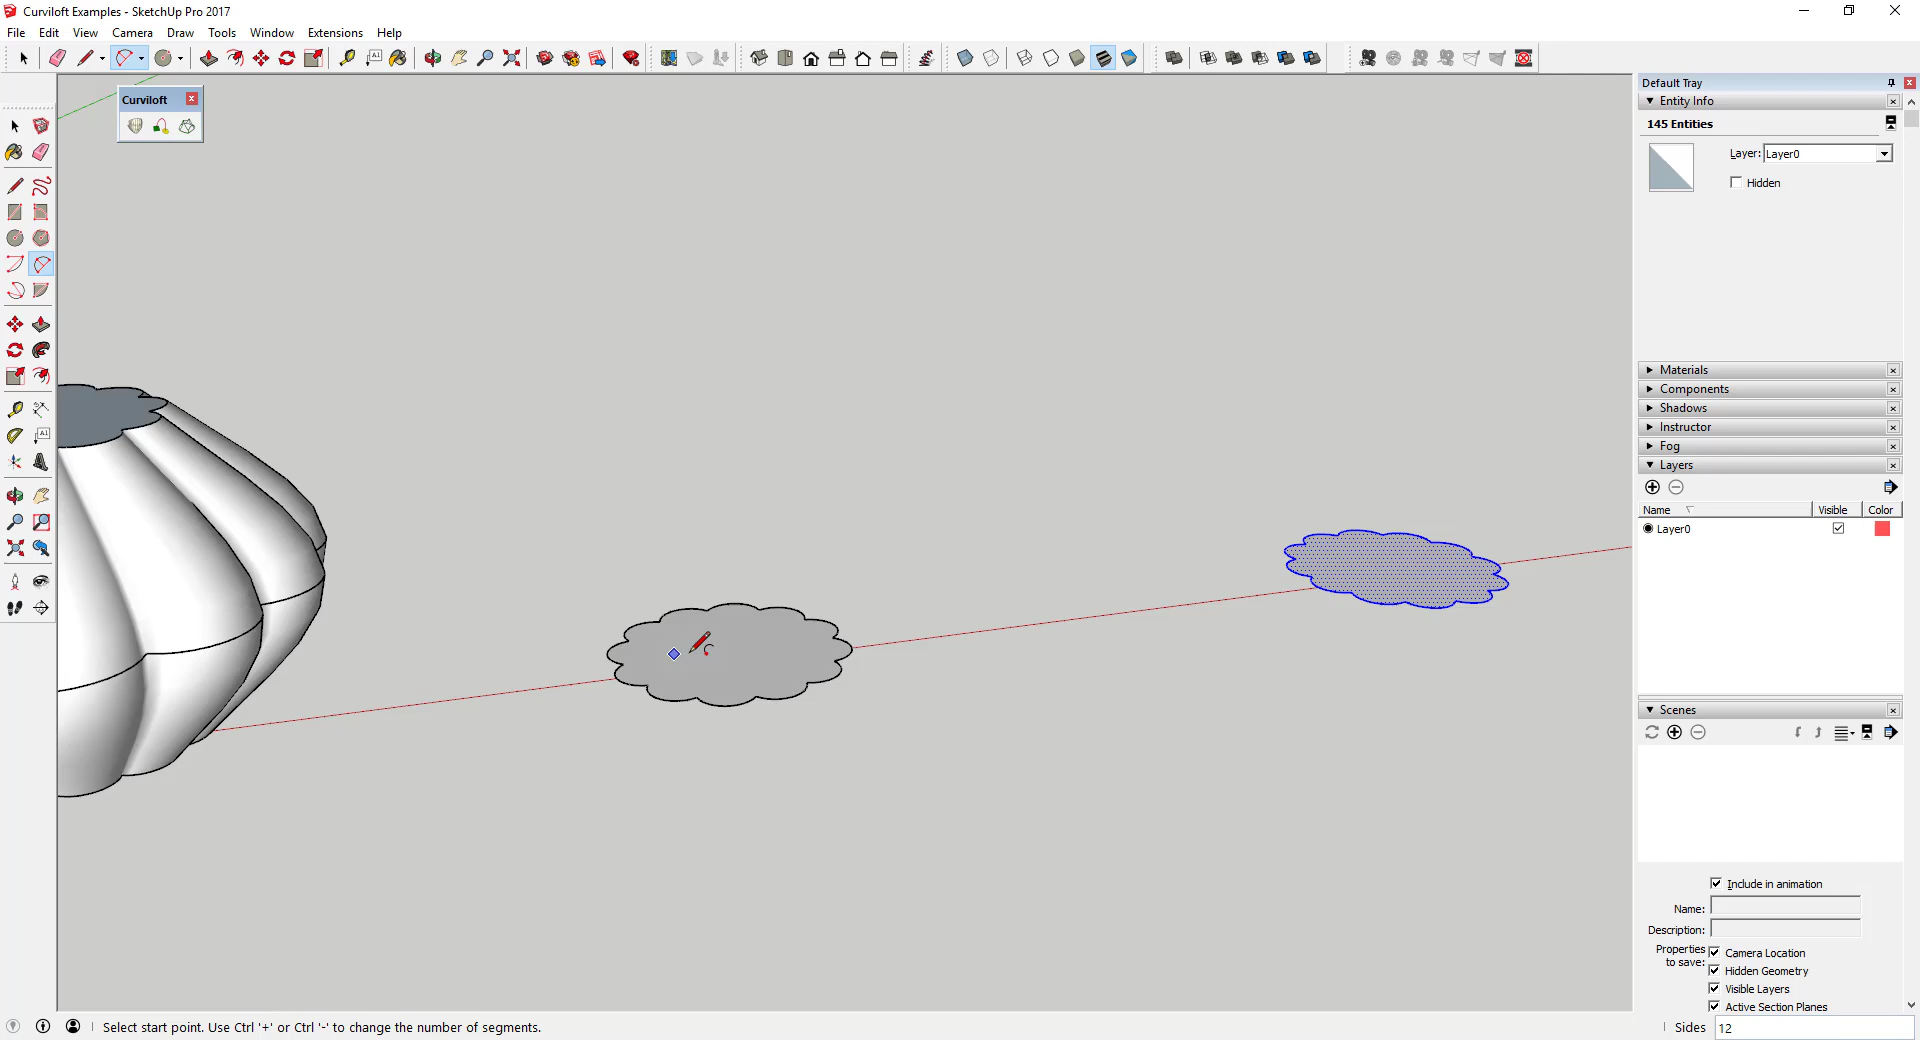 Curviloft Examples - SketchUp Pro 2017
File Edit View Camera Draw Tools Window Extensions Help
Default Tray
Curviloft
Entity Info
145 Entities
Layer: Layer0
Hidden
Materials
Components
Shadows
Instructor
Fog
Layers
Name Visible Color
Layer0
Scenes
Include in animation
Name:
Description:
Properties to save:
Camera Location
Hidden Geometry
Visible Layers
Active Section Planes
Select start point. Use Ctrl '+' or Ctrl '-' to change the number of segments.
Sides 12